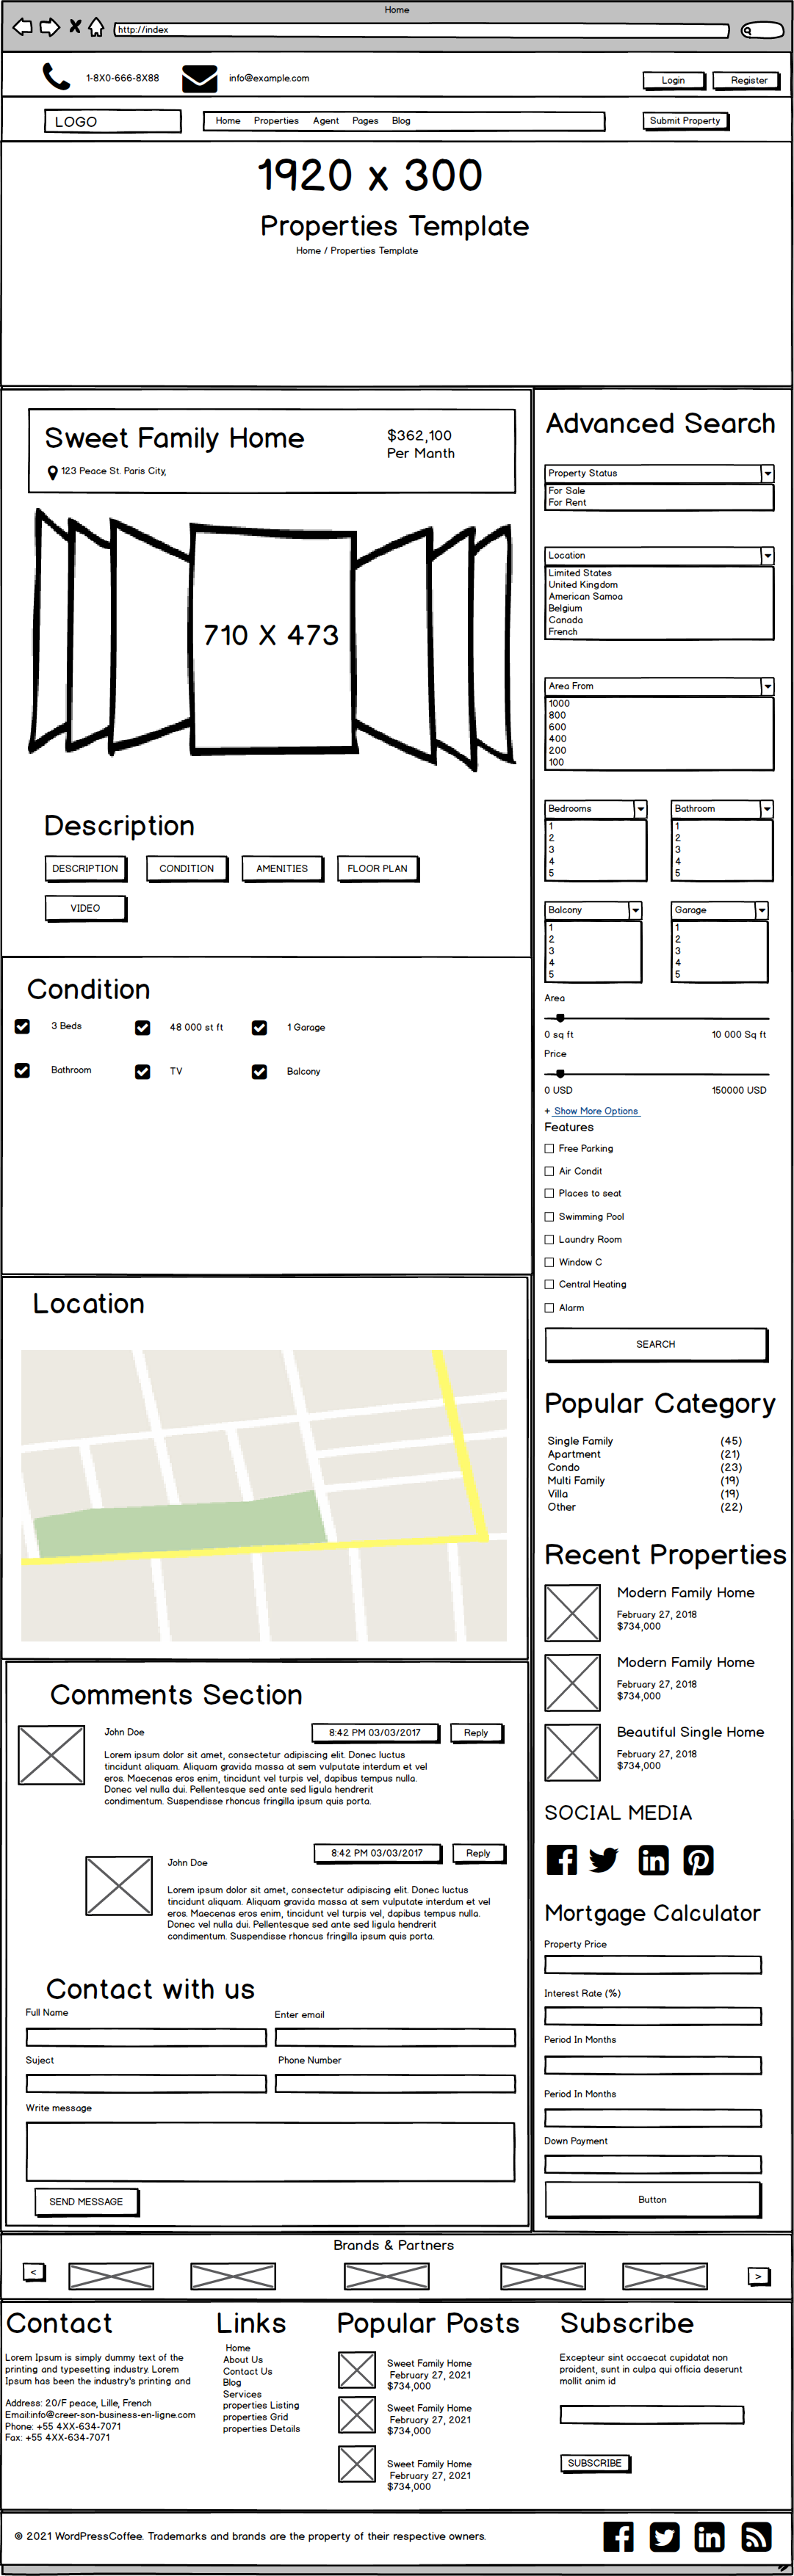 Home
http://index
1-8X0-666-8X88
info@example.com
Login
Register
LOGO
Home Properties Agent Pages Blog
Submit Property
1920 x 300
Properties Template
Home / Properties Template
Sweet Family Home
$362,100
Per Manth
123 Peace St. Paris City,
710 X 473
Description
DESCRIPTION
CONDITION
AMENITIES
FLOOR PLAN
VIDEO
Condition
3 Beds
48 000 st ft
1 Garage
Bathroom
TV
Balcony
Location
Comments Section
John Doe
8:42 PM 03/03/2017
Reply
Lorem ipsum dolor sit amet, consectetur adipiscing elit. Donec luctus
tincidunt aliquam. Aliquam gravida massa at sem vulputate interdum et vel
eros. Maecenas eros enim, tincidunt vel turpis vel, dapibus tempus nulla.
Donec vel nulla dui. Pellentesque sed ante sed ligula hendrerit
condimentum. Suspendisse rhoncus fringilla ipsum quis porta.
John Doe
8:42 PM 03/03/2017
Reply
Lorem ipsum dolor sit amet, consectetur adipiscing elit. Donec luctus
tincidunt aliquam. Aliquam gravida massa at sem vulputate interdum et vel
eros. Maecenas eros enim, tincidunt vel turpis vel, dapibus tempus nulla.
Donec vel nulla dui. Pellentesque sed ante sed ligula hendrerit
condimentum. Suspendisse rhoncus fringilla ipsum quis porta.
Contact with us
Full Name
Enter email
Suject
Phone Number
Write message
SEND MESSAGE
Advanced Search
Property Status
For Sale
For Rent
Location
Limited States
United Kingdom
American Samoa
Belgium
Canada
French
Area From
1000
800
600
400
200
100
Bedrooms
1
2
3
4
5
Bathroom
1
2
3
4
5
Balcony
1
2
3
4
5
Garage
1
2
3
4
5
Area
0 sq ft
10 000 Sq ft
Price
0 USD
150000 USD
+ Show More Options
Features
Free Parking
Air Condit
Places to seat
Swimming Pool
Laundry Room
Window C
Central Heating
Alarm
SEARCH
Popular Category
Single Family (45)
Apartment (21)
Condo (23)
Multi Family (19)
Villa (19)
Other (22)
Recent Properties
Modern Family Home
February 27, 2018
$734,000
Modern Family Home
February 27, 2018
$734,000
Beautiful Single Home
February 27, 2018
$734,000
SOCIAL MEDIA
Mortgage Calculator
Property Price
Interest Rate (%)
Period In Months
Period In Months
Down Payment
Button
Brands & Partners
<
>
Contact
Lorem Ipsum is simply dummy text of the
printing and typesetting industry. Lorem
Ipsum has been the industry's printing and
Address: 20/F peace, Lille, French
Email:info@creer-son-business-en-ligne.com
Phone: +55 4XX-634-7071
Fax: +55 4XX-634-7071
Links
Home
About Us
Contact Us
Blog
Services
properties Listing
properties Grid
properties Details
Popular Posts
Sweet Family Home
February 27, 2021
$734,000
Sweet Family Home
February 27, 2021
$734,000
Sweet Family Home
February 27, 2021
$734,000
Subscribe
Excepteur sint occaecat cupidatat non
proident, sunt in culpa qui officia deserunt
mollit anim id
SUBSCRIBE
© 2021 WordPressCoffee. Trademarks and brands are the property of their respective owners.